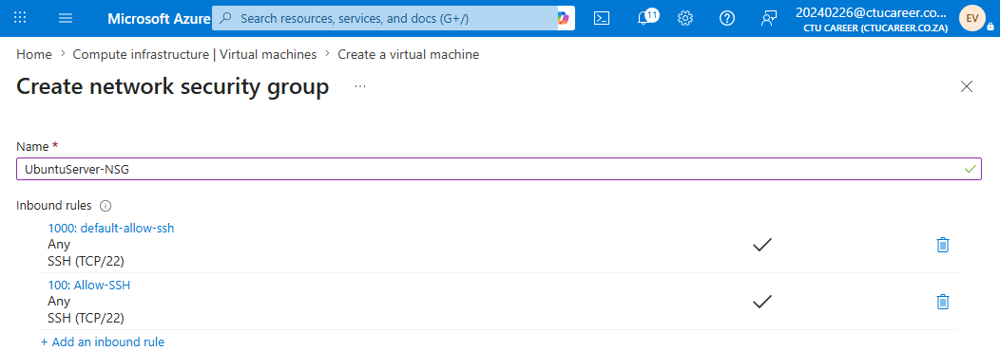 Microsoft Azure
Search resources, services, and docs (G+/)
11
20240226@ctucareer.co...
CTU CAREER (CTUCAREER.CO.ZA)
EV
Home > Compute infrastructure | Virtual machines > Create a virtual machine
Create network security group ...
Name *
UbuntuServer-NSG
Inbound rules
1000: default-allow-ssh
Any
SSH (TCP/22)
100: Allow-SSH
Any
SSH (TCP/22)
+ Add an inbound rule